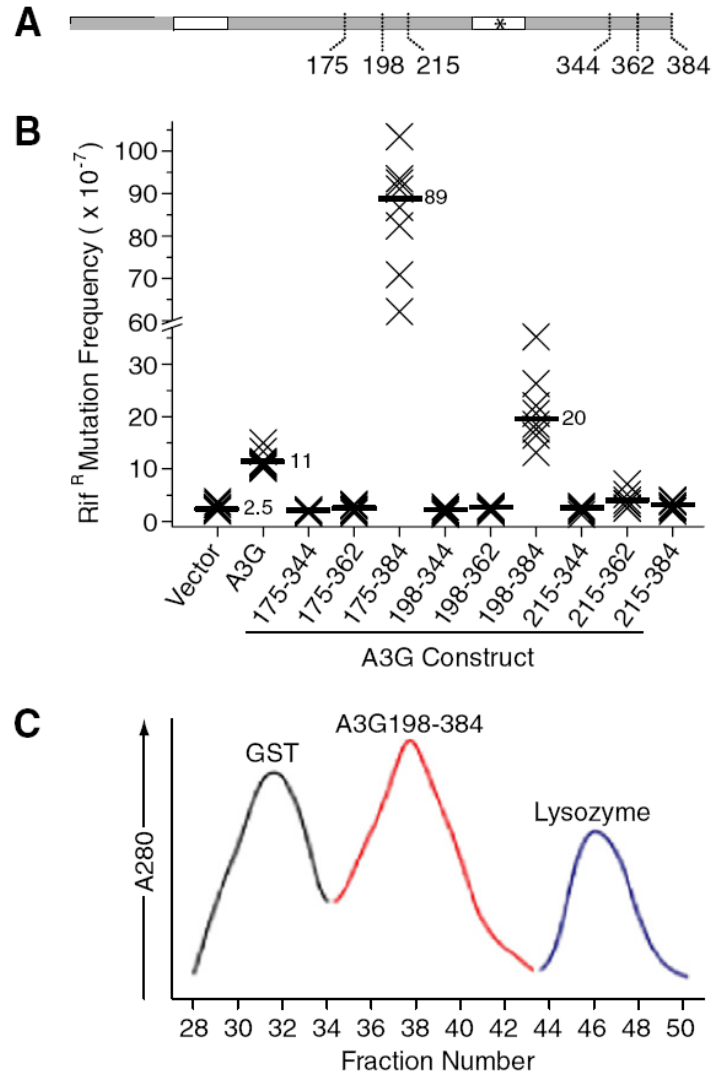 A
*
175 198 215 344 362 384
B
Rif R Mutation Frequency ( x 10-7)
100
90
80
70
60
30
20
10
0
2.5
11
89
20
Vector
A3G
175-344
175-362
175-384
198-344
198-362
198-384
215-344
215-362
215-384
A3G Construct
C
A280
GST
A3G198-384
Lysozyme
28 30 32 34 36 38 40 42 44 46 48 50
Fraction Number